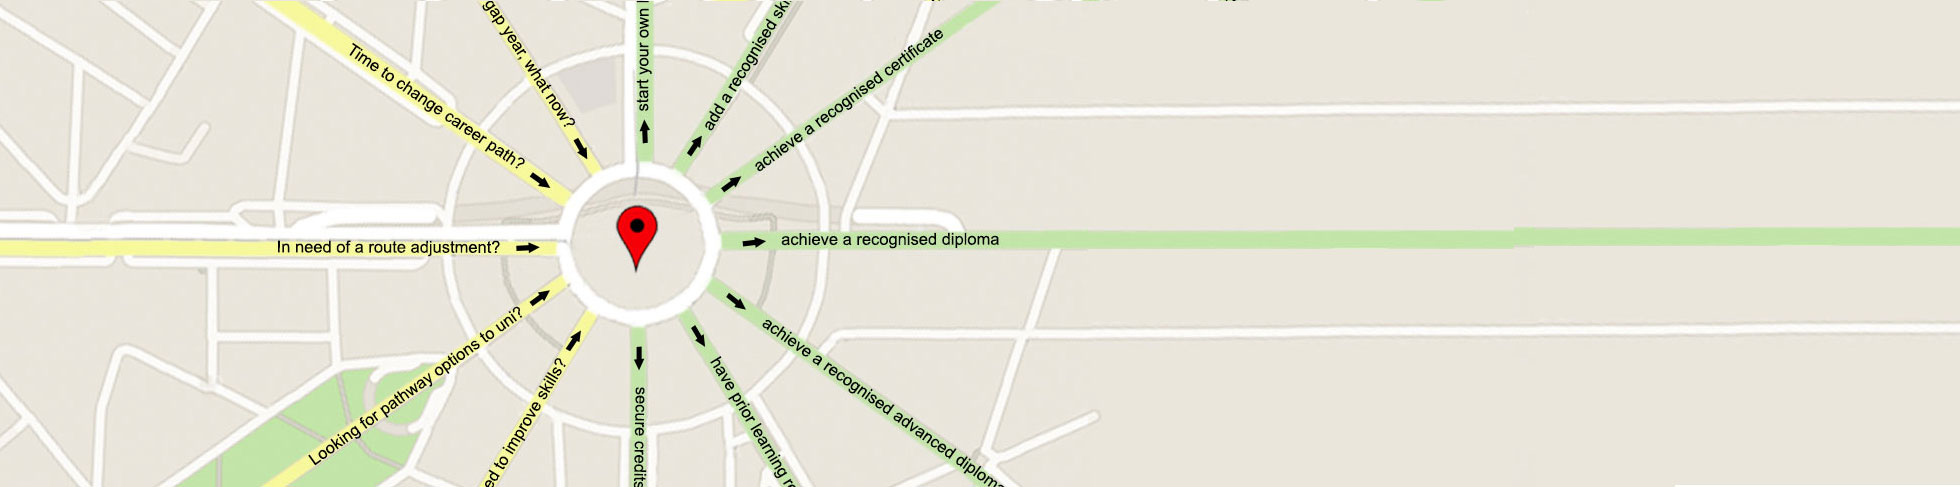 gap year, what now?
Time to change career path?
In need of a route adjustment?
Looking for pathway options to uni?
to improve skills?
start your own
add a recognised
achieve a recognised certificate
achieve a recognised diploma
achieve a recognised advanced diploma
have prior learning
secure credits